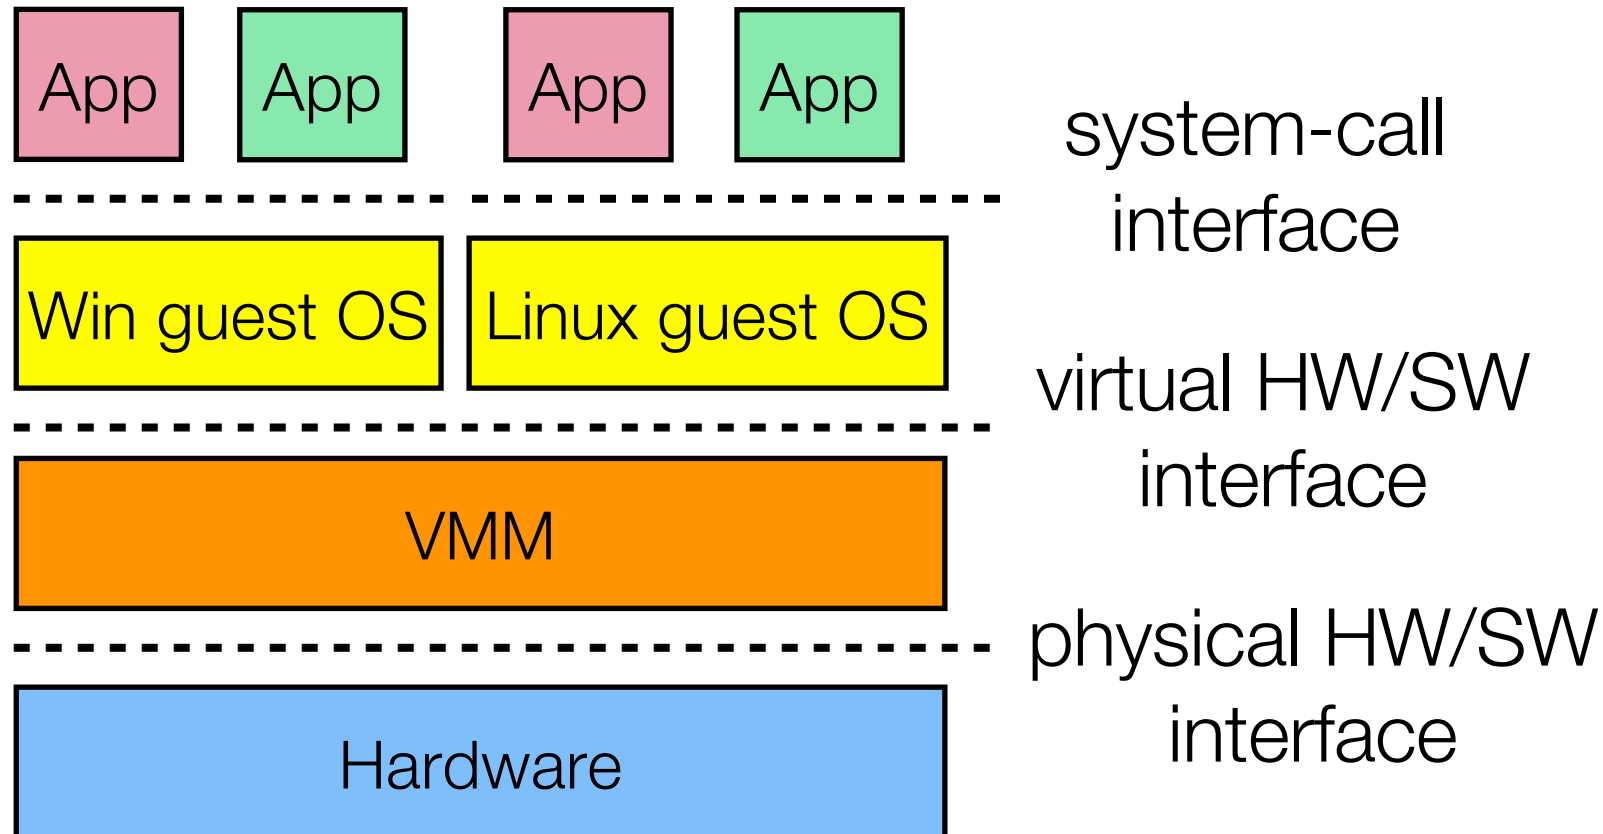 App App App App
system-call
interface
Win guest OS Linux guest OS
virtual HW/SW
interface
VMM
physical HW/SW
interface
Hardware